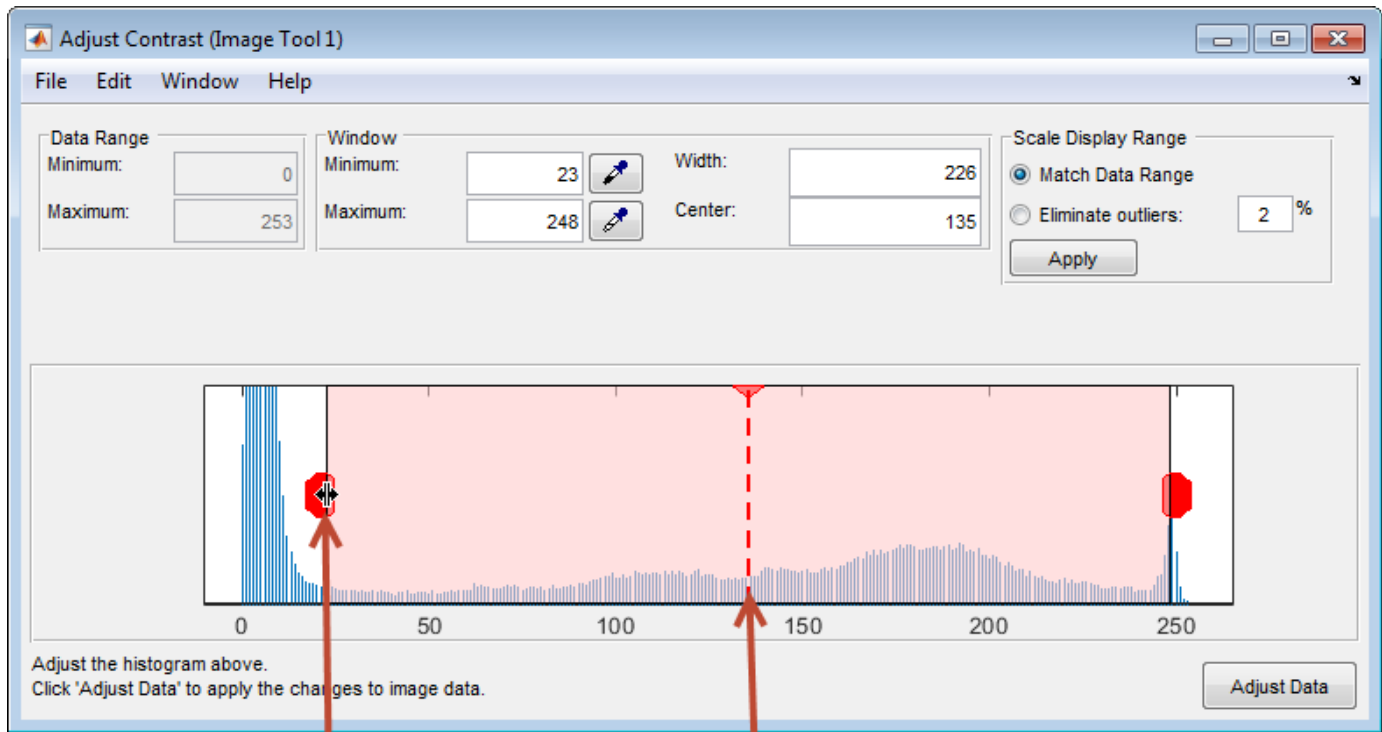 Adjust Contrast (Image Tool 1)
File Edit Window Help
Data Range
Minimum: 0
Maximum: 253
Window
Minimum: 23
Maximum: 248
Width: 226
Center: 135
Scale Display Range
Match Data Range
Eliminate outliers: 2 %
Apply
0 50 100 150 200 250
Adjust the histogram above.
Click 'Adjust Data' to apply the changes to image data.
Adjust Data